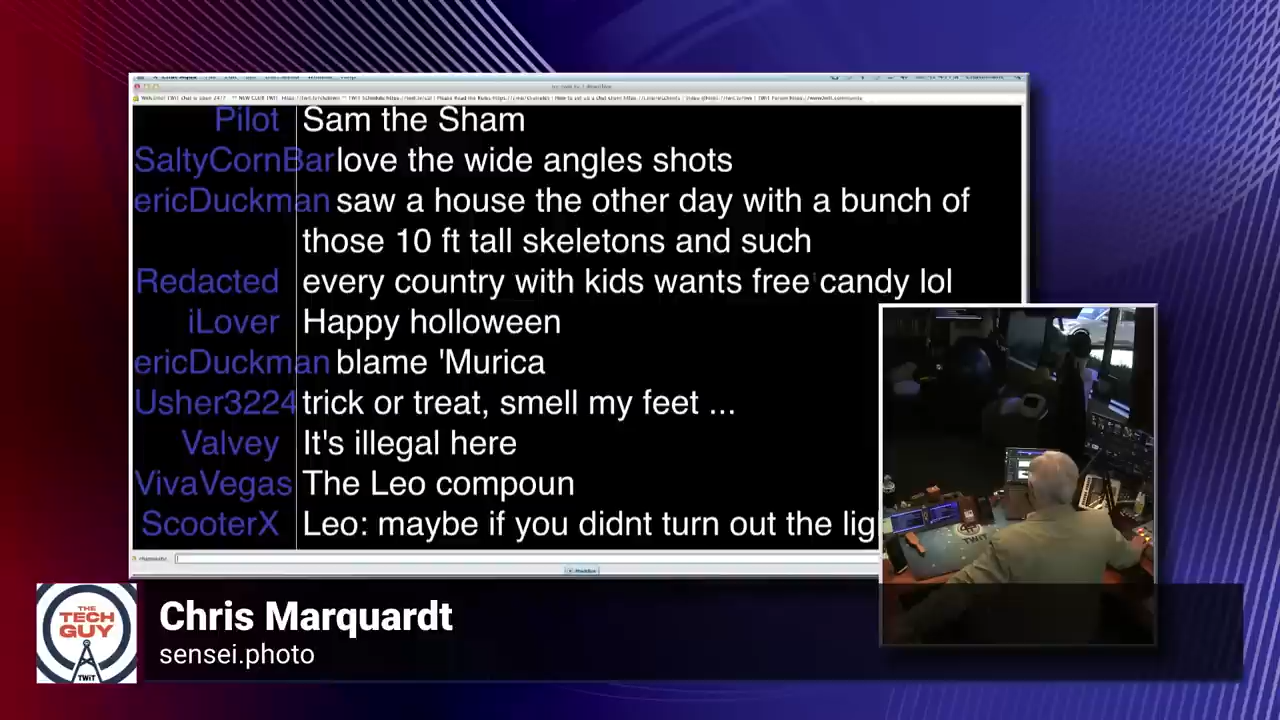 Pilot Sam the Sham
SaltyCornBar love the wide angles shots
ericDuckman saw a house the other day with a bunch of
those 10 ft tall skeletons and such
Redacted every country with kids wants free candy lol
iLover Happy holloween
ericDuckman blame 'Murica
Usher3224 trick or treat, smell my feet ...
Valvey It's illegal here
VivaVegas The Leo compoun
ScooterX Leo: maybe if you didnt turn out the lig
TWiT
THE
TECH
GUY
TWiT
Chris Marquardt
sensei.photo